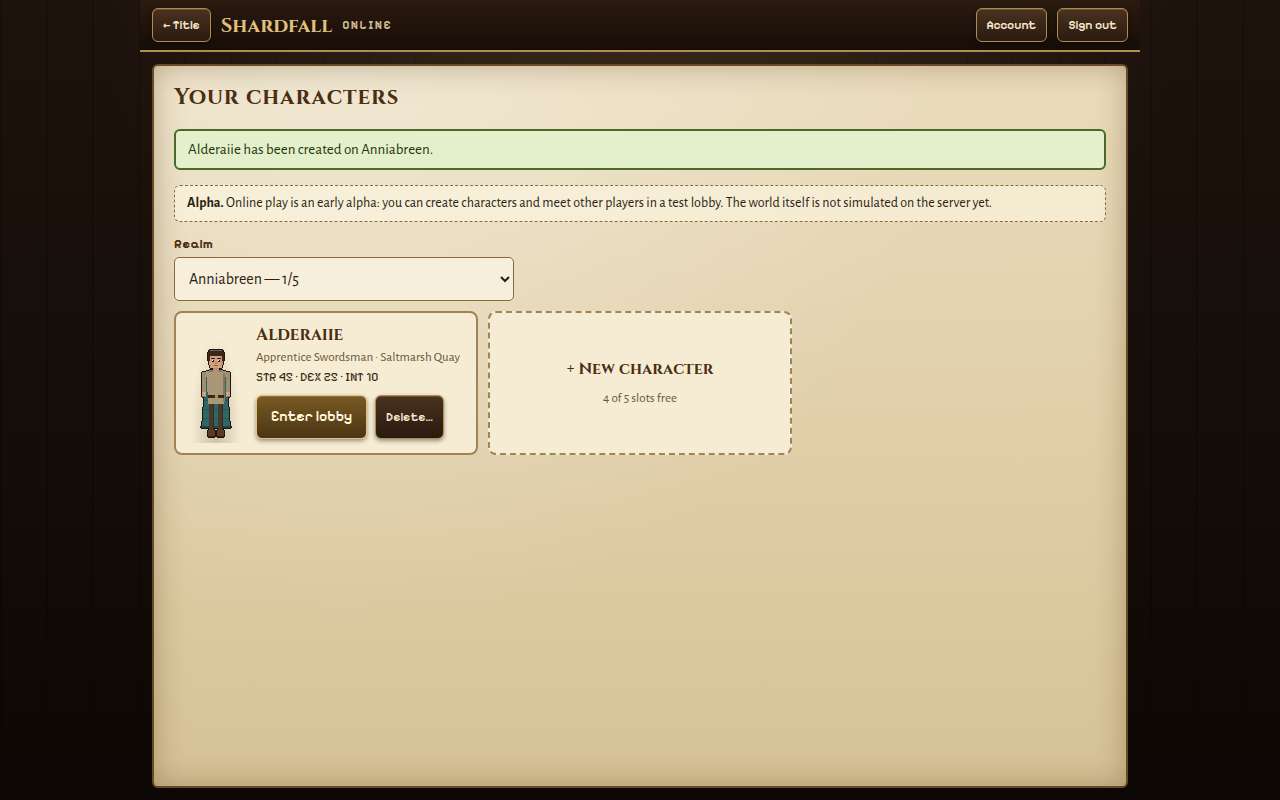 ←Title
Shardfall ONLINE
Account
Sign out
Your characters
Alderaiie has been created on Anniabreen.
Alpha. Online play is an early alpha: you can create characters and meet other players in a test lobby. The world itself is not simulated on the server yet.
Realm
Anniabreen — 1/5
Alderaiie
Apprentice Swordsman · Saltmarsh Quay
STR 45 · DEX 25 · INT 10
Enter lobby
Delete…
+ New character
4 of 5 slots free